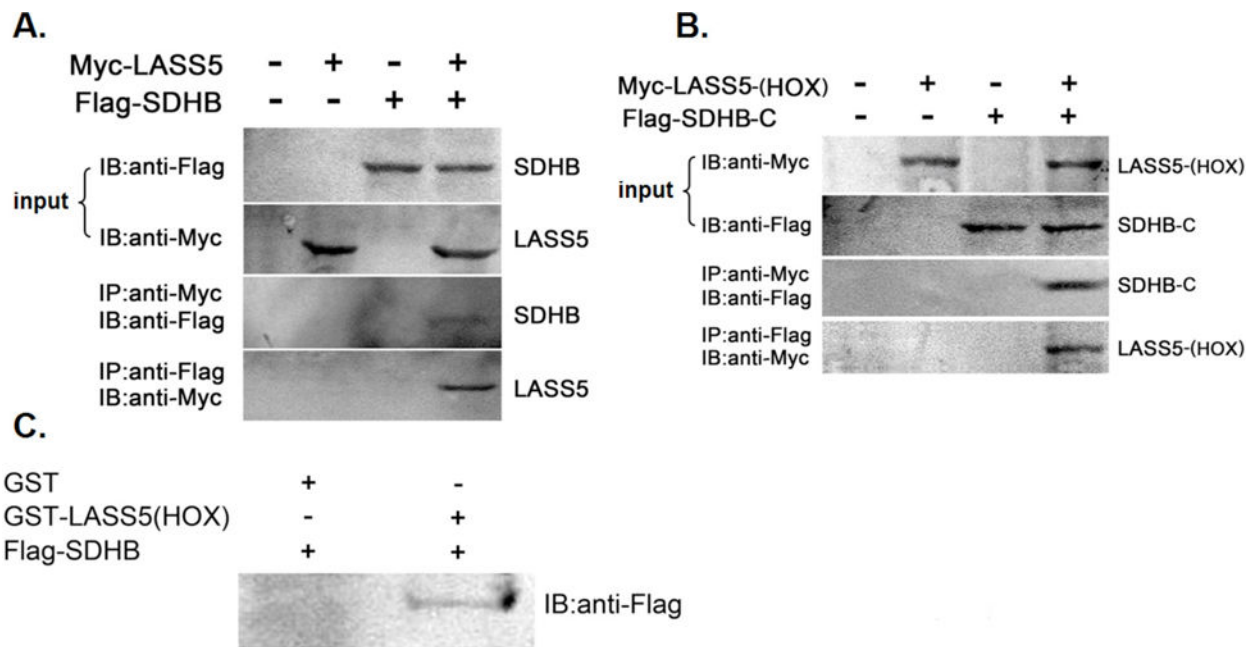 A.
Myc-LASS5 - + - +
Flag-SDHB - - + +
input
IB:anti-Flag SDHB
IB:anti-Myc LASS5
IP:anti-Myc
IB:anti-Flag SDHB
IP:anti-Flag
IB:anti-Myc LASS5
B.
Myc-LASS5-(HOX) - + - +
Flag-SDHB-C - - + +
input
IB:anti-Myc LASS5-(HOX)
IB:anti-Flag SDHB-C
IP:anti-Myc
IB:anti-Flag SDHB-C
IP:anti-Flag
IB:anti-Myc LASS5-(HOX)
C.
GST + -
GST-LASS5(HOX) - +
Flag-SDHB + +
IB:anti-Flag